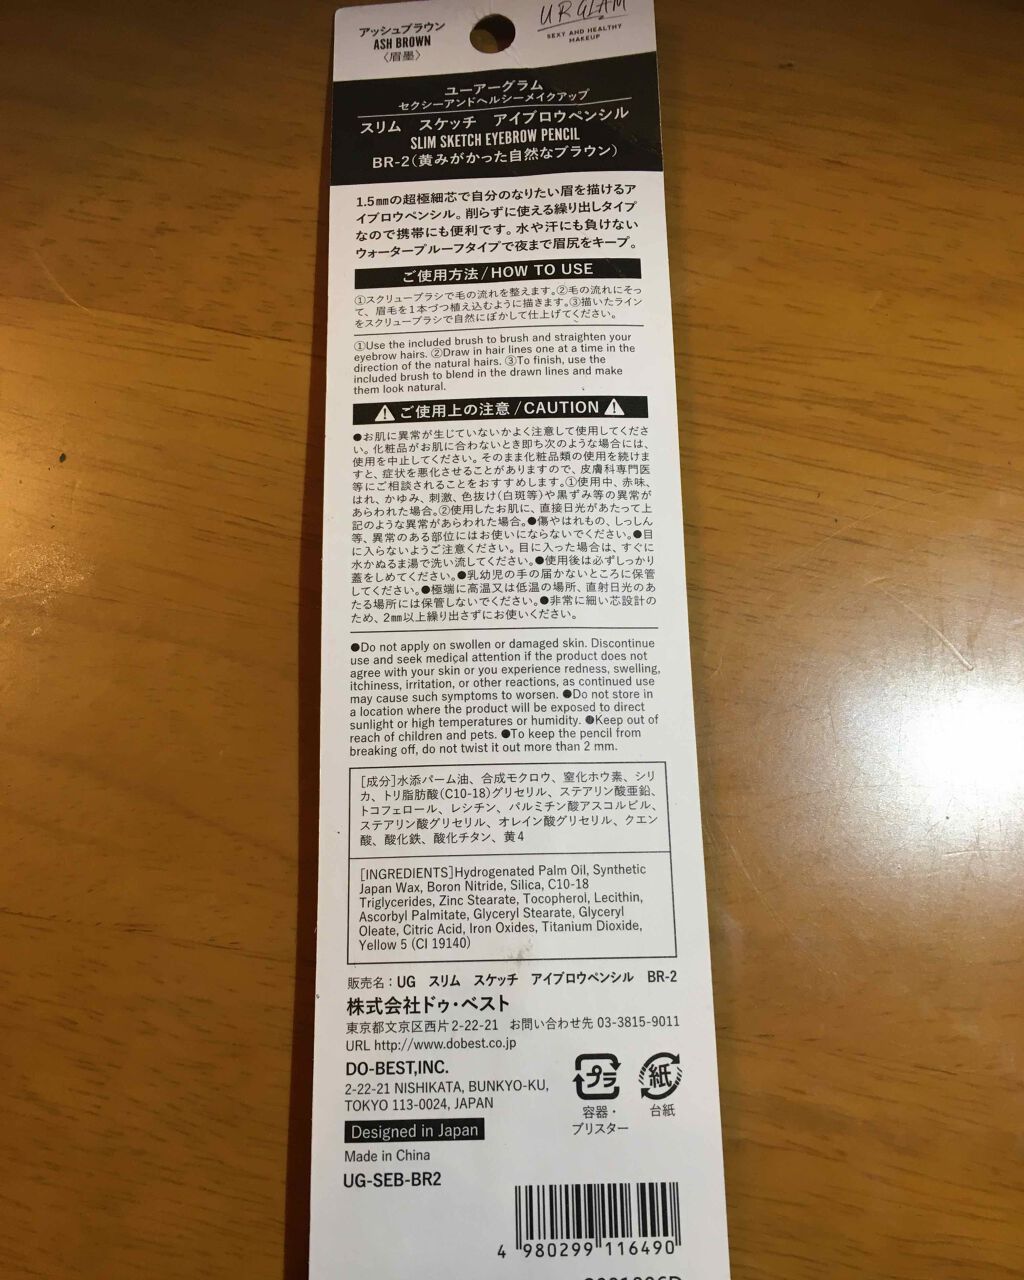 アッシュブラウン
ASH BROWN
〈眉墨〉
URGLAM
SEXY AND HEALTHY
MAKEUP
ユーアーグラム
セクシーアンドヘルシーメイクアップ
スリム スケッチ アイブロウペンシル
SLIM SKETCH EYEBROW PENCIL
BR-2(黄みがかった自然なブラウン)
1.5㎜の超極細芯で自分のなりたい眉を描けるア
イブロウペンシル。削らずに使える繰り出しタイプ
なので携帯にも便利です。水や汗にも負けない
ウォータープルーフタイプで夜まで眉尻をキープ。
ご使用方法/HOW TO USE
①スクリューブラシで毛の流れを整えます。②毛の流れにそっ
て、眉毛を1本づつ植え込むように描きます。③描いたライン
をスクリューブラシで自然にぼかして仕上げてください。
①Use the included brush to brush and straighten your
eyebrow hairs. ②Draw in hair lines one at a time in the
direction of the natural hairs. ③To finish, use the
included brush to blend in the drawn lines and make
them look natural.
⚠ご使用上の注意/CAUTION⚠
●お肌に異常が生じていないかよく注意して使用してくださ
い。化粧品がお肌に合わないとき即ち次のような場合には、
使用を中止してください。そのまま化粧品類の使用を続けま
すと、症状を悪化させることがありますので、皮膚科専門医
等にご相談されることをおすすめします。①使用中、赤味、
はれ、かゆみ、刺激、色抜け(白斑等)や黒ずみ等の異常が
あらわれた場合。②使用したお肌に、直接日光があたって上
記のような異常があらわれた場合。●傷やはれもの、しっしん
等、異常のある部位にはお使いにならないでください。●目
に入らないようご注意ください。目に入った場合は、すぐに
水かぬるま湯で洗い流してください。●使用後は必ずしっかり
蓋をしめてください。●乳幼児の手の届かないところに保管
してください。●極端に高温又は低温の場所、直射日光のあ
たる場所には保管しないでください。●非常に細い芯設計の
ため、2㎜以上繰り出さずにお使いください。
●Do not apply on swollen or damaged skin. Discontinue
use and seek medical attention if the product does not
agree with your skin or you experience redness, swelling,
itchiness, irritation, or other reactions, as continued use
may cause such symptoms to worsen. ●Do not store in
a location where the product will be exposed to direct
sunlight or high temperatures or humidity. ●Keep out of
reach of children and pets. ●To keep the pencil from
breaking off, do not twist it out more than 2 mm.
[成分]水添パーム油、合成モクロウ、窒化ホウ素、シリ
カ、トリ脂肪酸(C10-18)グリセリル、ステアリン酸亜鉛、
トコフェロール、レシチン、パルミチン酸アスコルビル、
ステアリン酸グリセリル、オレイン酸グリセリル、クエン
酸、酸化鉄、酸化チタン、黄4
[INGREDIENTS]Hydrogenated Palm Oil, Synthetic
Japan Wax, Boron Nitride, Silica, C10-18
Triglycerides, Zinc Stearate, Tocopherol, Lecithin,
Ascorbyl Palmitate, Glyceryl Stearate, Glyceryl
Oleate, Citric Acid, Iron Oxides, Titanium Dioxide,
Yellow 5 (CI 19140)
販売名：UG スリム スケッチ アイブロウペンシル BR-2
株式会社ドゥ・ベスト
東京都文京区西片2-22-21 お問い合わせ先 03-3815-9011
URL http://www.dobest.co.jp
DO-BEST,INC.
2-22-21 NISHIKATA, BUNKYO-KU,
TOKYO 113-0024, JAPAN
プラ
容器・
ブリスター
紙
台紙
Designed in Japan
Made in China
UG-SEB-BR2
4 980299 116490